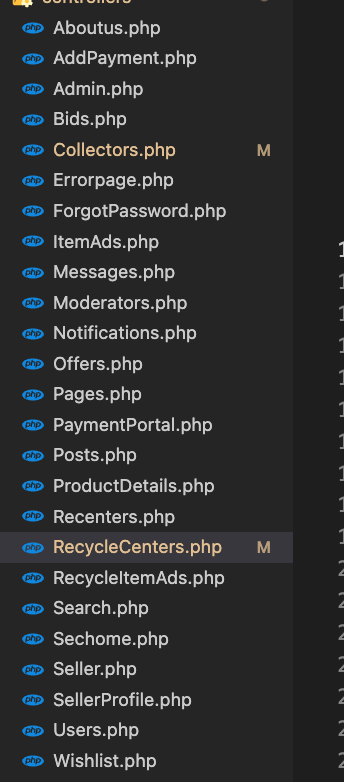 controllers
Aboutus.php
AddPayment.php
Admin.php
Bids.php
Collectors.php M
Errorpage.php
ForgotPassword.php
ItemAds.php
Messages.php
Moderators.php
Notifications.php
Offers.php
Pages.php
PaymentPortal.php
Posts.php
ProductDetails.php
Recenters.php
RecycleCenters.php M
RecycleItemAds.php
Search.php
Sechome.php
Seller.php
SellerProfile.php
Users.php
Wishlist.php